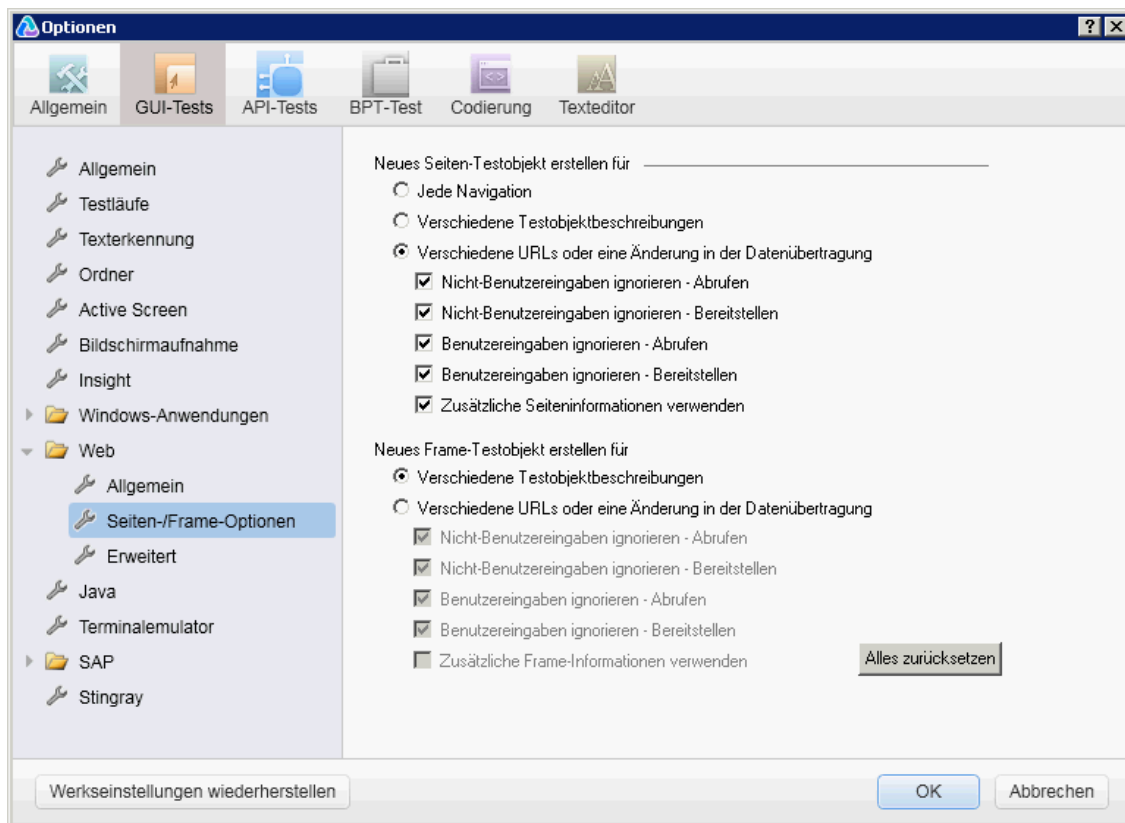 Optionen
Allgemein
GUI-Tests
API-Tests
BPT-Test
Codierung
Texteditor
Allgemein
Testläufe
Texterkennung
Ordner
Active Screen
Bildschirmaufnahme
Insight
Windows-Anwendungen
Web
Allgemein
Seiten-/Frame-Optionen
Erweitert
Java
Terminalemulator
SAP
Stingray
Neues Seiten-Testobjekt erstellen für
Jede Navigation
Verschiedene Testobjektbeschreibungen
Verschiedene URLs oder eine Änderung in der Datenübertragung
Nicht-Benutzereingaben ignorieren - Abrufen
Nicht-Benutzereingaben ignorieren - Bereitstellen
Benutzereingaben ignorieren - Abrufen
Benutzereingaben ignorieren - Bereitstellen
Zusätzliche Seiteninformationen verwenden
Neues Frame-Testobjekt erstellen für
Verschiedene Testobjektbeschreibungen
Verschiedene URLs oder eine Änderung in der Datenübertragung
Nicht-Benutzereingaben ignorieren - Abrufen
Nicht-Benutzereingaben ignorieren - Bereitstellen
Benutzereingaben ignorieren - Abrufen
Benutzereingaben ignorieren - Bereitstellen
Zusätzliche Frame-Informationen verwenden
Alles zurücksetzen
Werkseinstellungen wiederherstellen
OK
Abbrechen